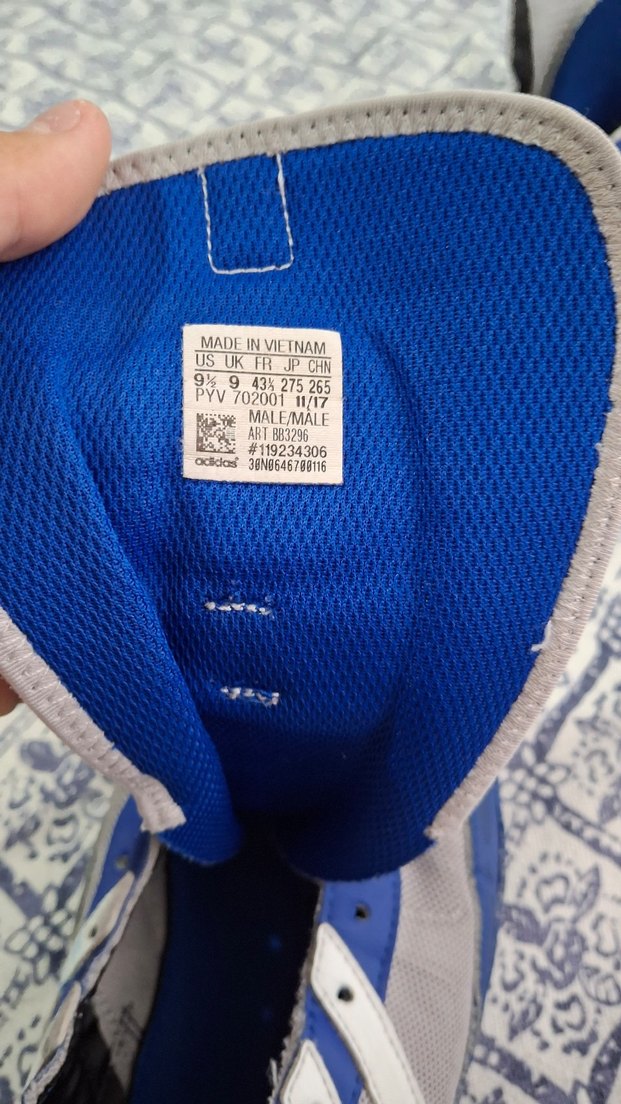 MADE IN VIETNAM
US UK FR JP CHN
9½ 9 43⅓ 275 265
PYV 702001 11/17
MALE/MÂLE
ART BB3296
#119234306
adidas 30N0646700116